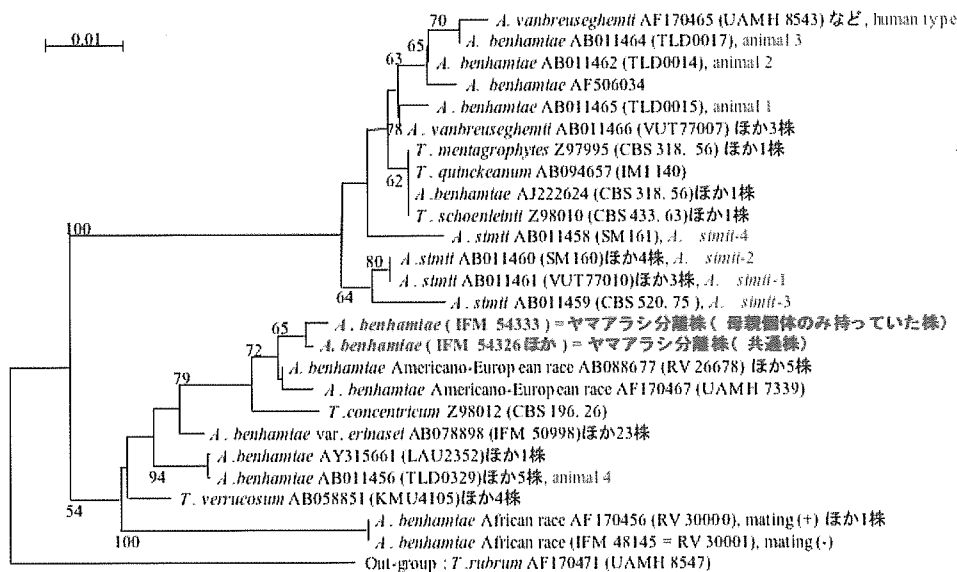 0.01
70
A. vanbreuseghemii AF170465 (UAMH 8543) など, human type
A. benhamiae AB011464 (TLD0017), animal 3
65
A. benhamiae AB011462 (TLD0014), animal 2
63
A. benhamiae AF506034
A. benhamiae AB011465 (TLD0015), animal 1
78
A. vanbreuseghemii AB011466 (VUT77007) ほか3株
T. mentagrophytes Z97995 (CBS 318. 56) ほか1株
T. quinckeanum AB094657 (IMI 140)
62
A. benhamiae AJ222624 (CBS 318. 56)ほか1株
T. schoenleinii Z98010 (CBS 433. 63)ほか1株
100
A. simii AB011458 (SM161), A. simii-4
80
A. simii AB011460 (SM160)ほか4株, A. simii-2
A. simii AB011461 (VUT77010)ほか3株, A. simii-1
64
A. simii AB011459 (CBS 520. 75 ), A. simii-3
65
A. benhamiae ( IFM 54333) =ヤマアラシ分離株( 母親個体のみ持っていた株)
A. benhamiae ( IFM 54326ほか ) =ヤマアラシ分離株( 共通株)
72
A. benhamiae Americano-European race AB088677 (RV 26678) ほか5株
79
A. benhamiae Americano-European race AF170467 (UAMH 7339)
T. concentricum Z98012 (CBS 196. 26)
A. benhamiae var. erinasei AB078898 (IFM 50998)ほか23株
A. benhamiae AY315661 (LAU2352)ほか1株
94
A. benhamiae AB011456 (TLD0329)ほか5株, animal 4
54
T. verrucosum AB058851 (KMU4105)ほか4株
A. benhamiae African race AF170456 (RV 30000), mating (+) ほか1株
100
A. benhamiae African race (IFM 48145 = RV 30001), mating (-)
Out-group : T. rubrum AF170471 (UAMH 8547)